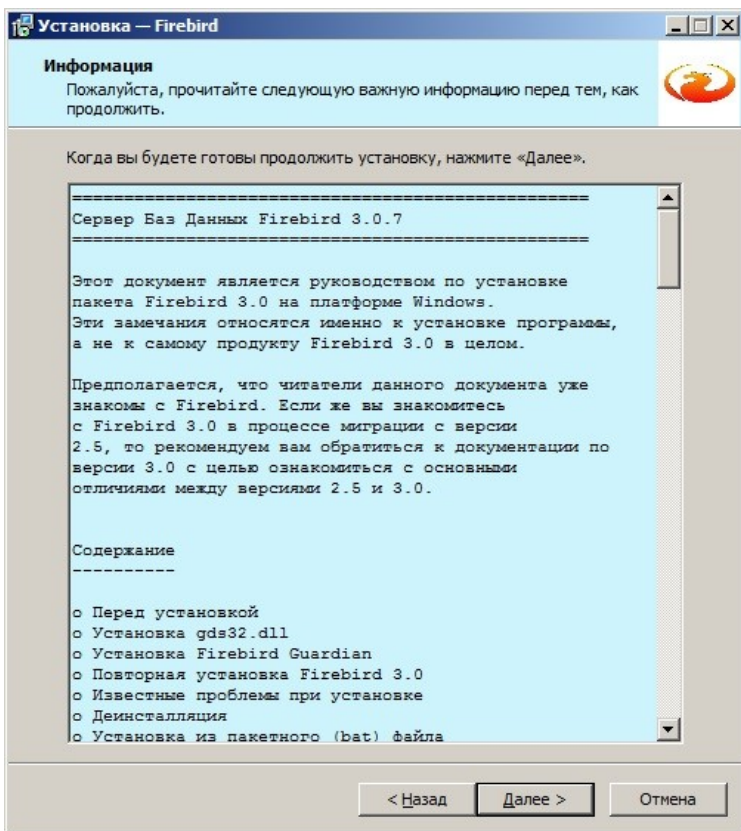 Установка — Firebird
Информация
Пожалуйста, прочитайте следующую важную информацию перед тем, как
продолжить.
Когда вы будете готовы продолжить установку, нажмите «Далее».
==================================================
Сервер Баз Данных Firebird 3.0.7
==================================================
Этот документ является руководством по установке
пакета Firebird 3.0 на платформе Windows.
Эти замечания относятся именно к установке программы,
а не к самому продукту Firebird 3.0 в целом.
Предполагается, что читатели данного документа уже
знакомы с Firebird. Если же вы знакомитесь
с Firebird 3.0 в процессе миграции с версии
2.5, то рекомендуем вам обратиться к документации по
версии 3.0 с целью ознакомиться с основными
отличиями между версиями 2.5 и 3.0.
Содержание
----------
o Перед установкой
o Установка gds32.dll
o Установка Firebird Guardian
o Повторная установка Firebird 3.0
o Известные проблемы при установке
o Деинсталляция
o Установка из пакетного (bat) файла
< Назад
Далее >
Отмена